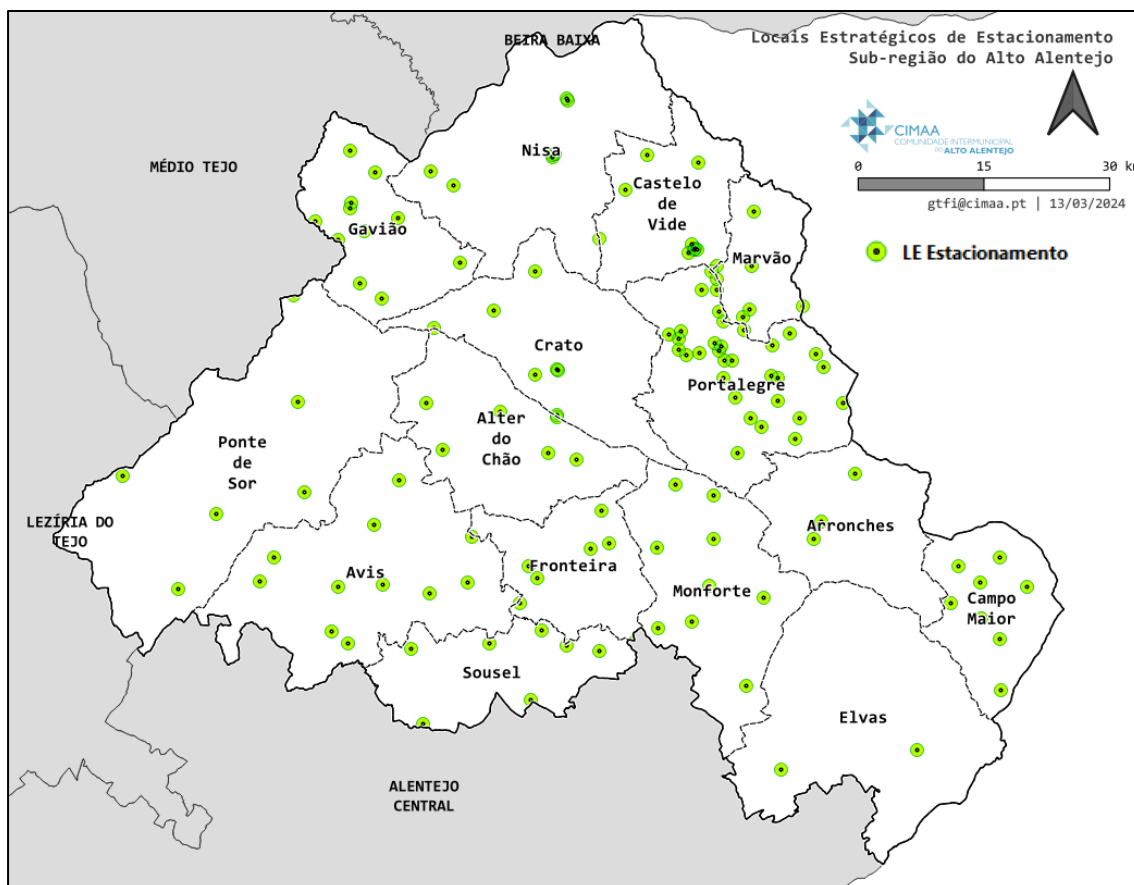 BEIRA BAIXA
Locais Estratégicos de Estacionamento
Sub-região do Alto Alentejo
CIMAA
COMUNIDADE INTERMUNICIPAL
DO ALTO ALENTEJO
0 15 30 km
gtfi@cimaa.pt | 13/03/2024
LE Estacionamento
MÉDIO TEJO
Nisa
Castelo
de
Vide
Gavião
Marvão
Crato
Portalegre
Alter
do
Chão
Ponte
de
Sor
LEZÍRIA DO
TEJO
Arronches
Avis
Fronteira
Monforte
Campo
Maior
Sousel
Elvas
ALENTEJO
CENTRAL